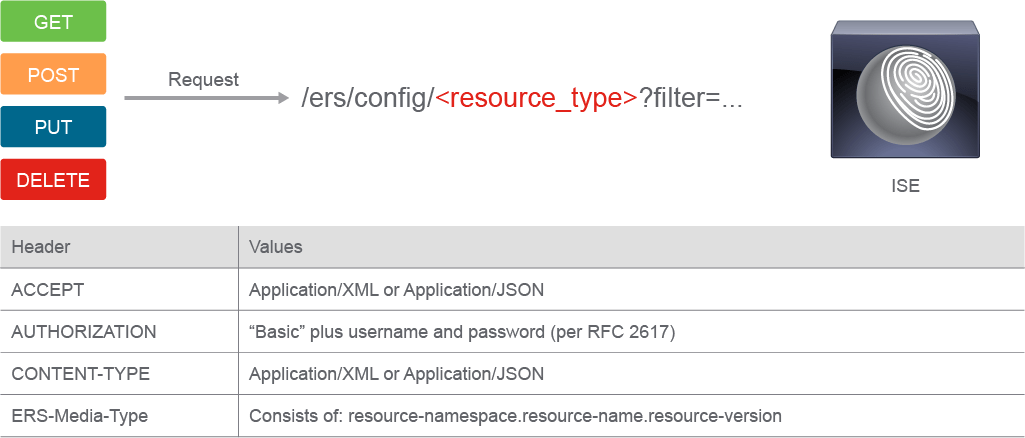 GET
POST
PUT
DELETE
Request
/ers/config/<resource_type>?filter=...
ISE
Header Values
ACCEPT Application/XML or Application/JSON
AUTHORIZATION “Basic” plus username and password (per RFC 2617)
CONTENT-TYPE Application/XML or Application/JSON
ERS-Media-Type Consists of: resource-namespace.resource-name.resource-version